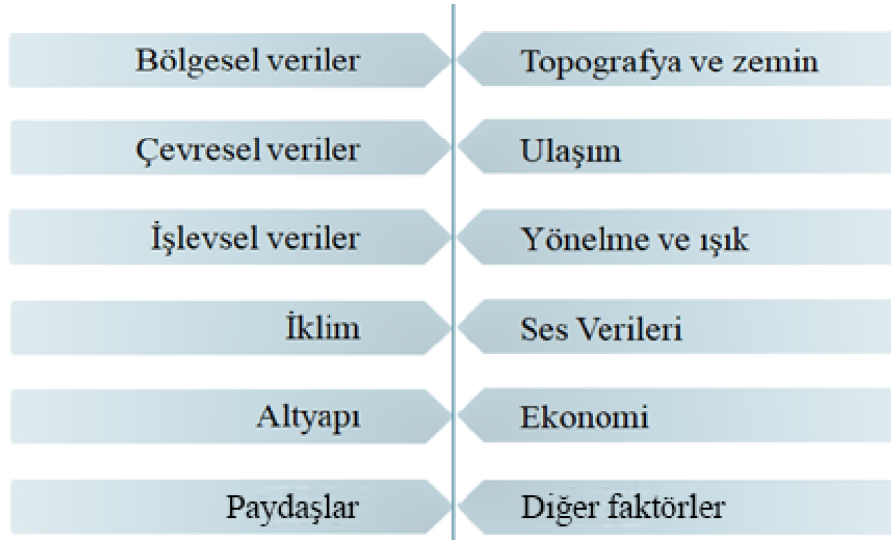 Bölgesel veriler
Topografya ve zemin
Çevresel veriler
Ulaşım
İşlevsel veriler
Yönelme ve ışık
İklim
Ses Verileri
Altyapı
Ekonomi
Paydaşlar
Diğer faktörler